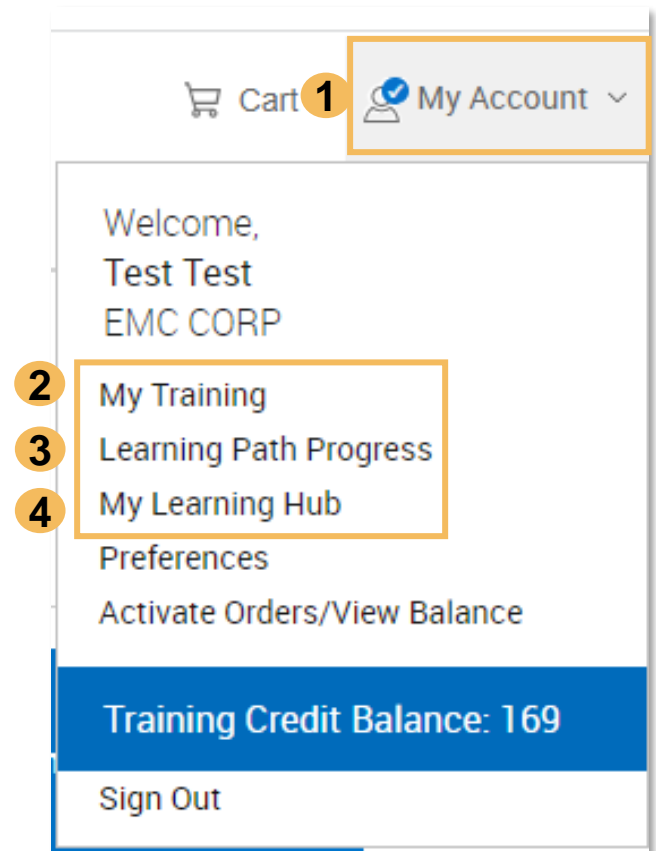 Cart 1 My Account
Welcome,
Test Test
EMC CORP
2 My Training
3 Learning Path Progress
4 My Learning Hub
Preferences
Activate Orders/View Balance
Training Credit Balance: 169
Sign Out